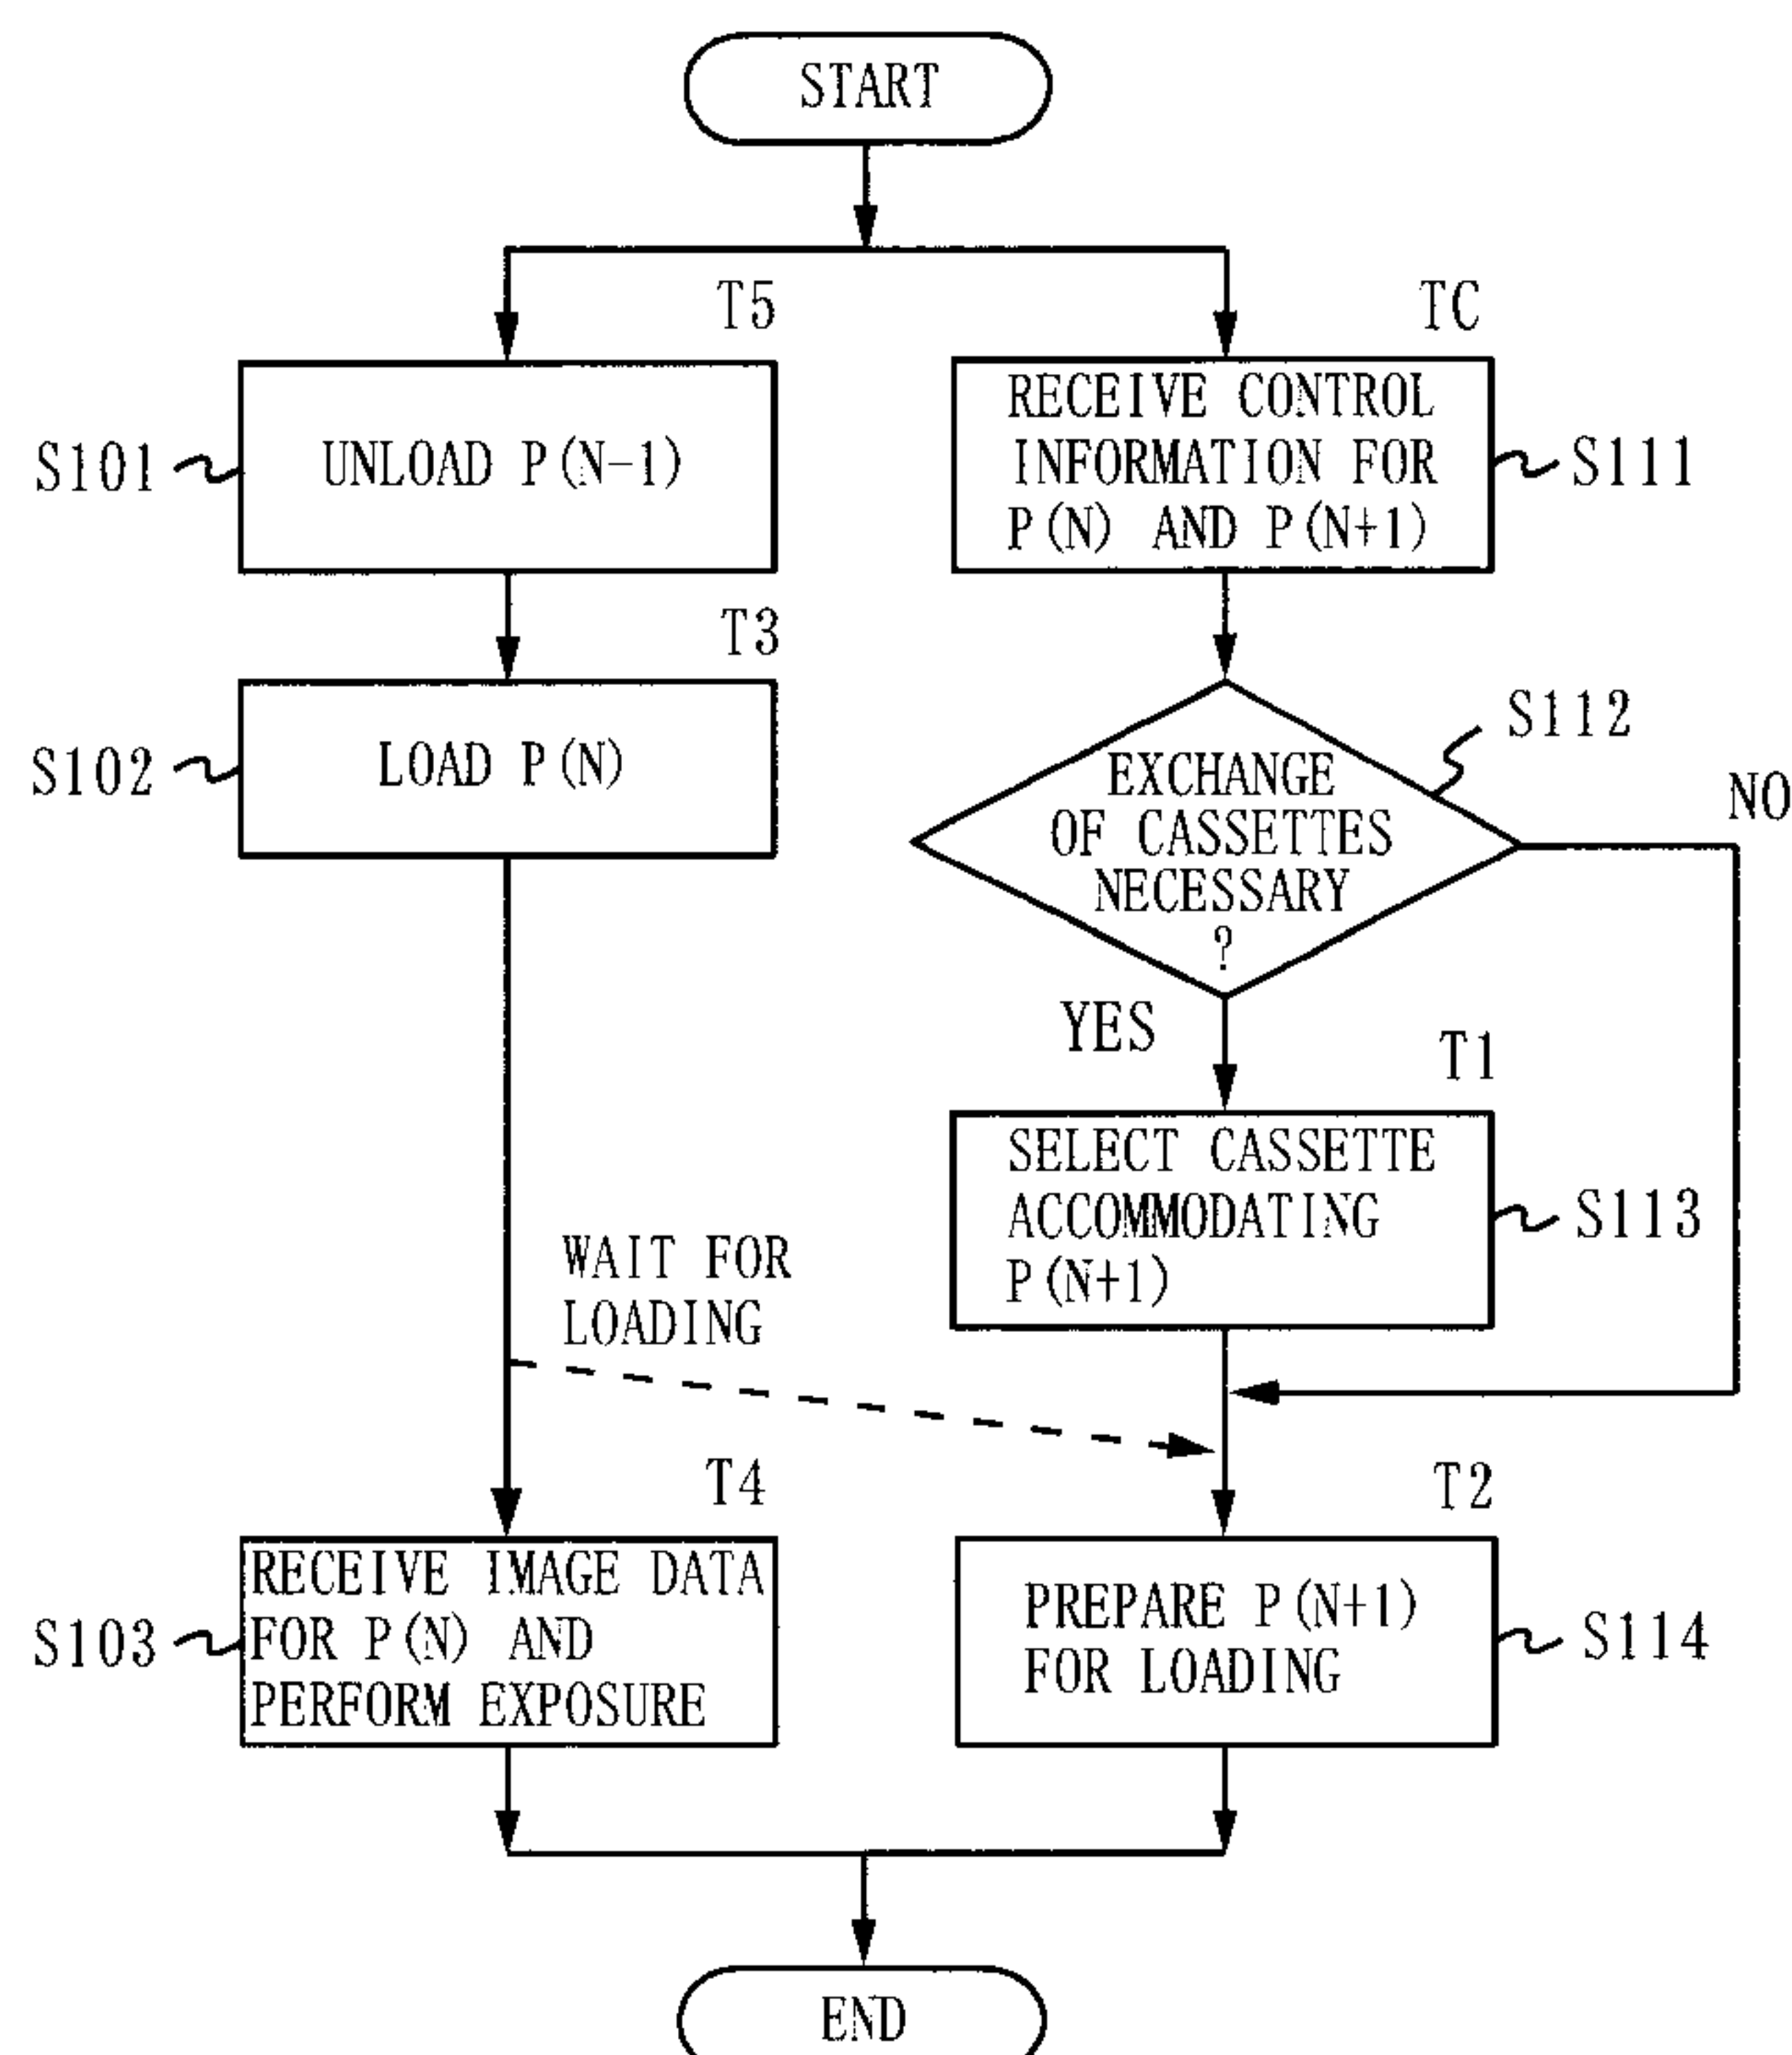 START
T5
TC
S101
UNLOAD P(N-1)
RECEIVE CONTROL
INFORMATION FOR
P(N) AND P(N+1)
S111
T3
S102
LOAD P(N)
S112
EXCHANGE
OF CASSETTES
NECESSARY
?
NO
YES
T1
SELECT CASSETTE
ACCOMMODATING
P(N+1)
S113
WAIT FOR
LOADING
T4
T2
S103
RECEIVE IMAGE DATA
FOR P(N) AND
PERFORM EXPOSURE
PREPARE P(N+1)
FOR LOADING
S114
END